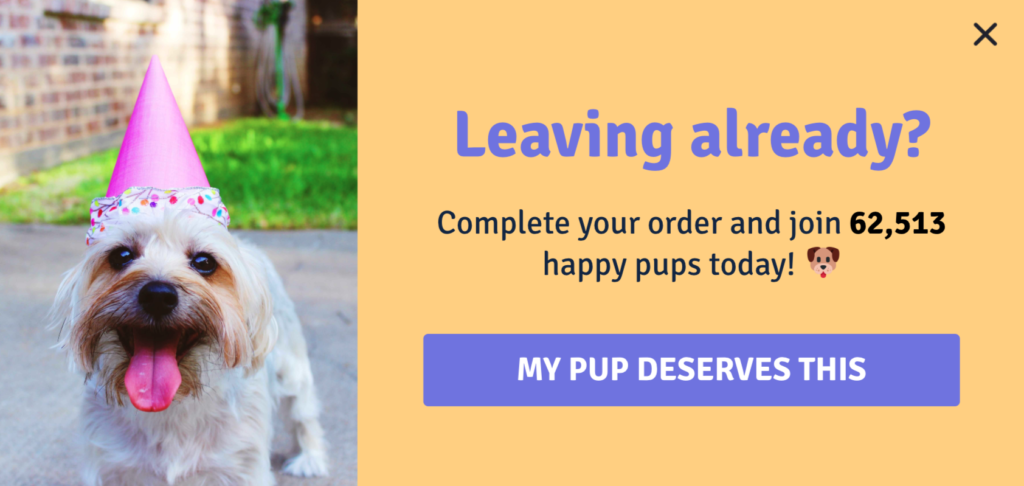 Leaving already?
Complete your order and join 62,513
happy pups today! 🐶
MY PUP DESERVES THIS